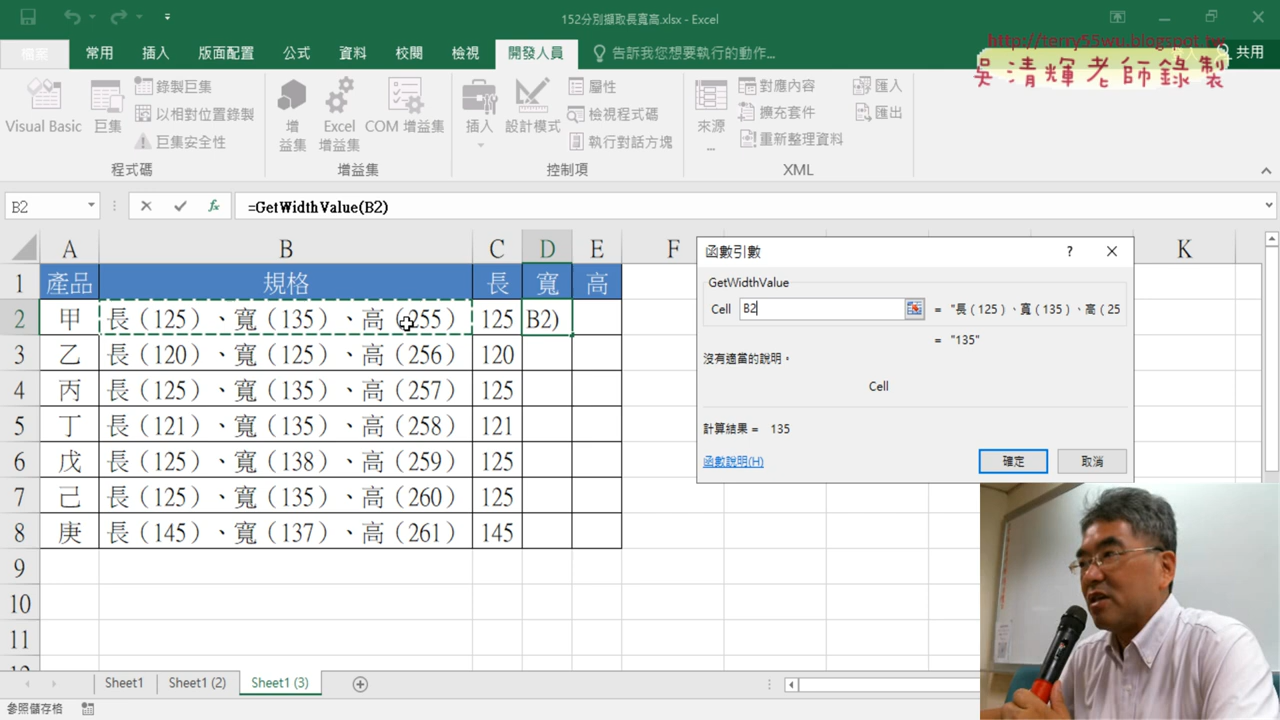 152分別擷取長寬高.xlsx - Excel
http://terry55wu.blogspot.tw
吳清輝老師錄製
檔案 常用 插入 版面配置 公式 資料 校閱 檢視 開發人員 告訴我您想要執行的動作... 共用
Visual Basic 巨集 錄製巨集 以相對位置錄製 巨集安全性
增益集 Excel 增益集 COM 增益集
插入 設計模式 屬性 檢視程式碼 執行對話方塊
來源... 對應內容 擴充套件 重新整理資料 匯入 匯出
程式碼 增益集 控制項 XML
B2 fx =GetWidthValue(B2)
A B C D E F K
1 產品 規格 長 寬 高
2 甲 長（125）、寬（135）、高（255） 125 B2)
3 乙 長（120）、寬（125）、高（256） 120
4 丙 長（125）、寬（135）、高（257） 125
5 丁 長（121）、寬（135）、高（258） 121
6 戊 長（125）、寬（138）、高（259） 125
7 己 長（125）、寬（135）、高（260） 125
8 庚 長（145）、寬（137）、高（261） 145
9
10
11
函數引數 ?
GetWidthValue
Cell B2 = "長（125）、寬（135）、高（25
= "135"
沒有適當的說明。
Cell
計算結果 = 135
函數說明(H) 確定 取消
Sheet1 Sheet1 (2) Sheet1 (3)
參照儲存格